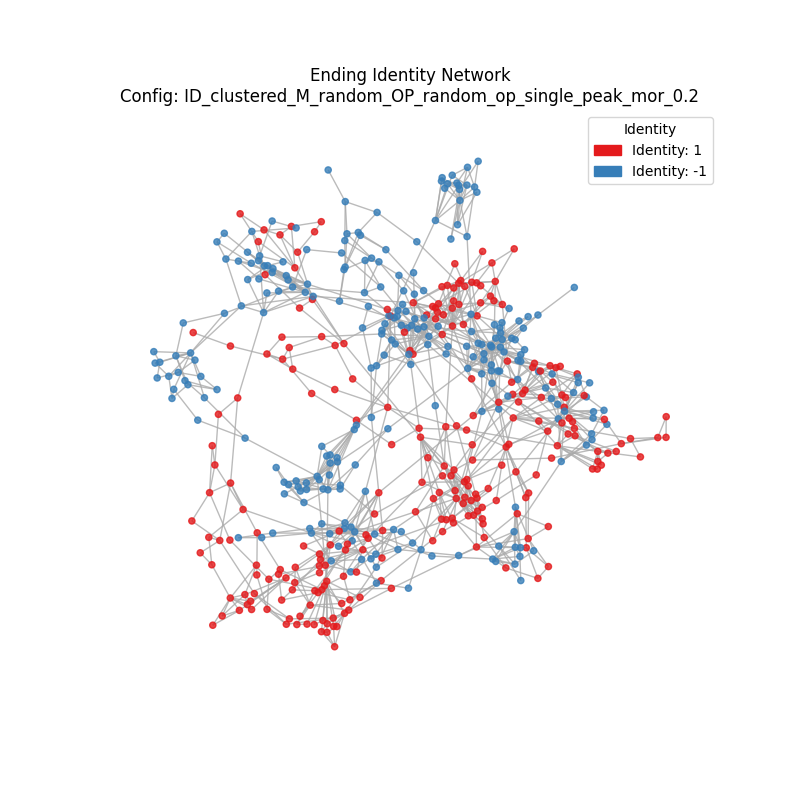 Ending Identity Network
Config: ID_clustered_M_random_OP_random_op_single_peak_mor_0.2
Identity
Identity: 1
Identity: -1